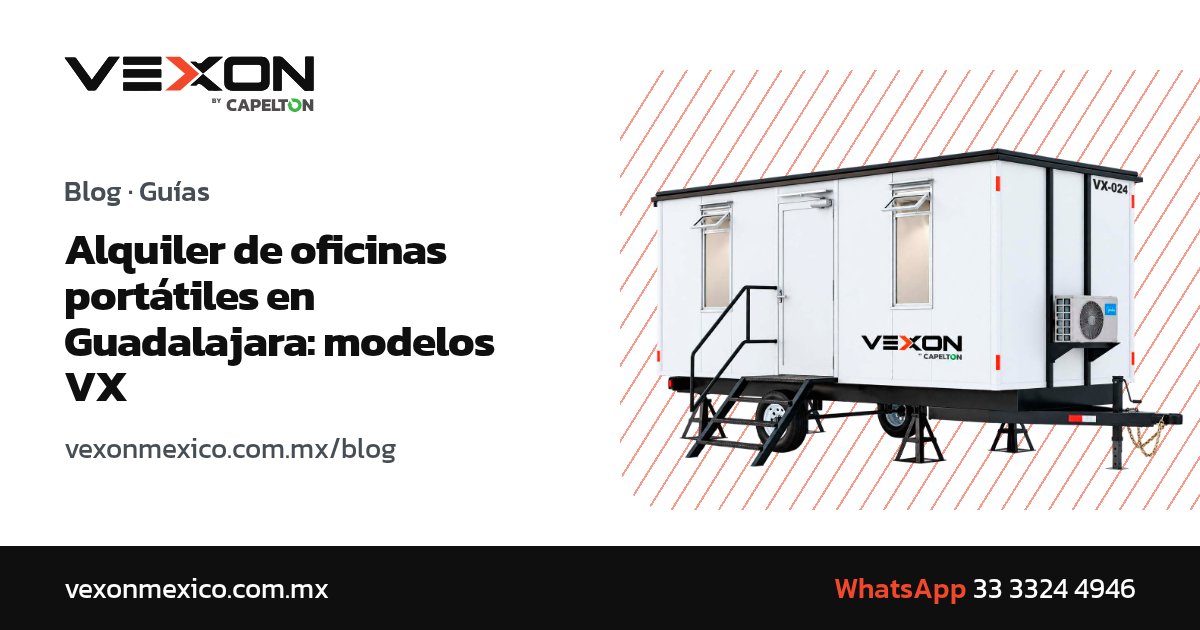 VEXON
BY CAPELTON
Blog · Guías
Alquiler de oficinas
portátiles en
Guadalajara: modelos
VX
vexonmexico.com.mx/blog
VX-024
VEXON
BY CAPELTON
vexonmexico.com.mx
WhatsApp 33 3324 4946